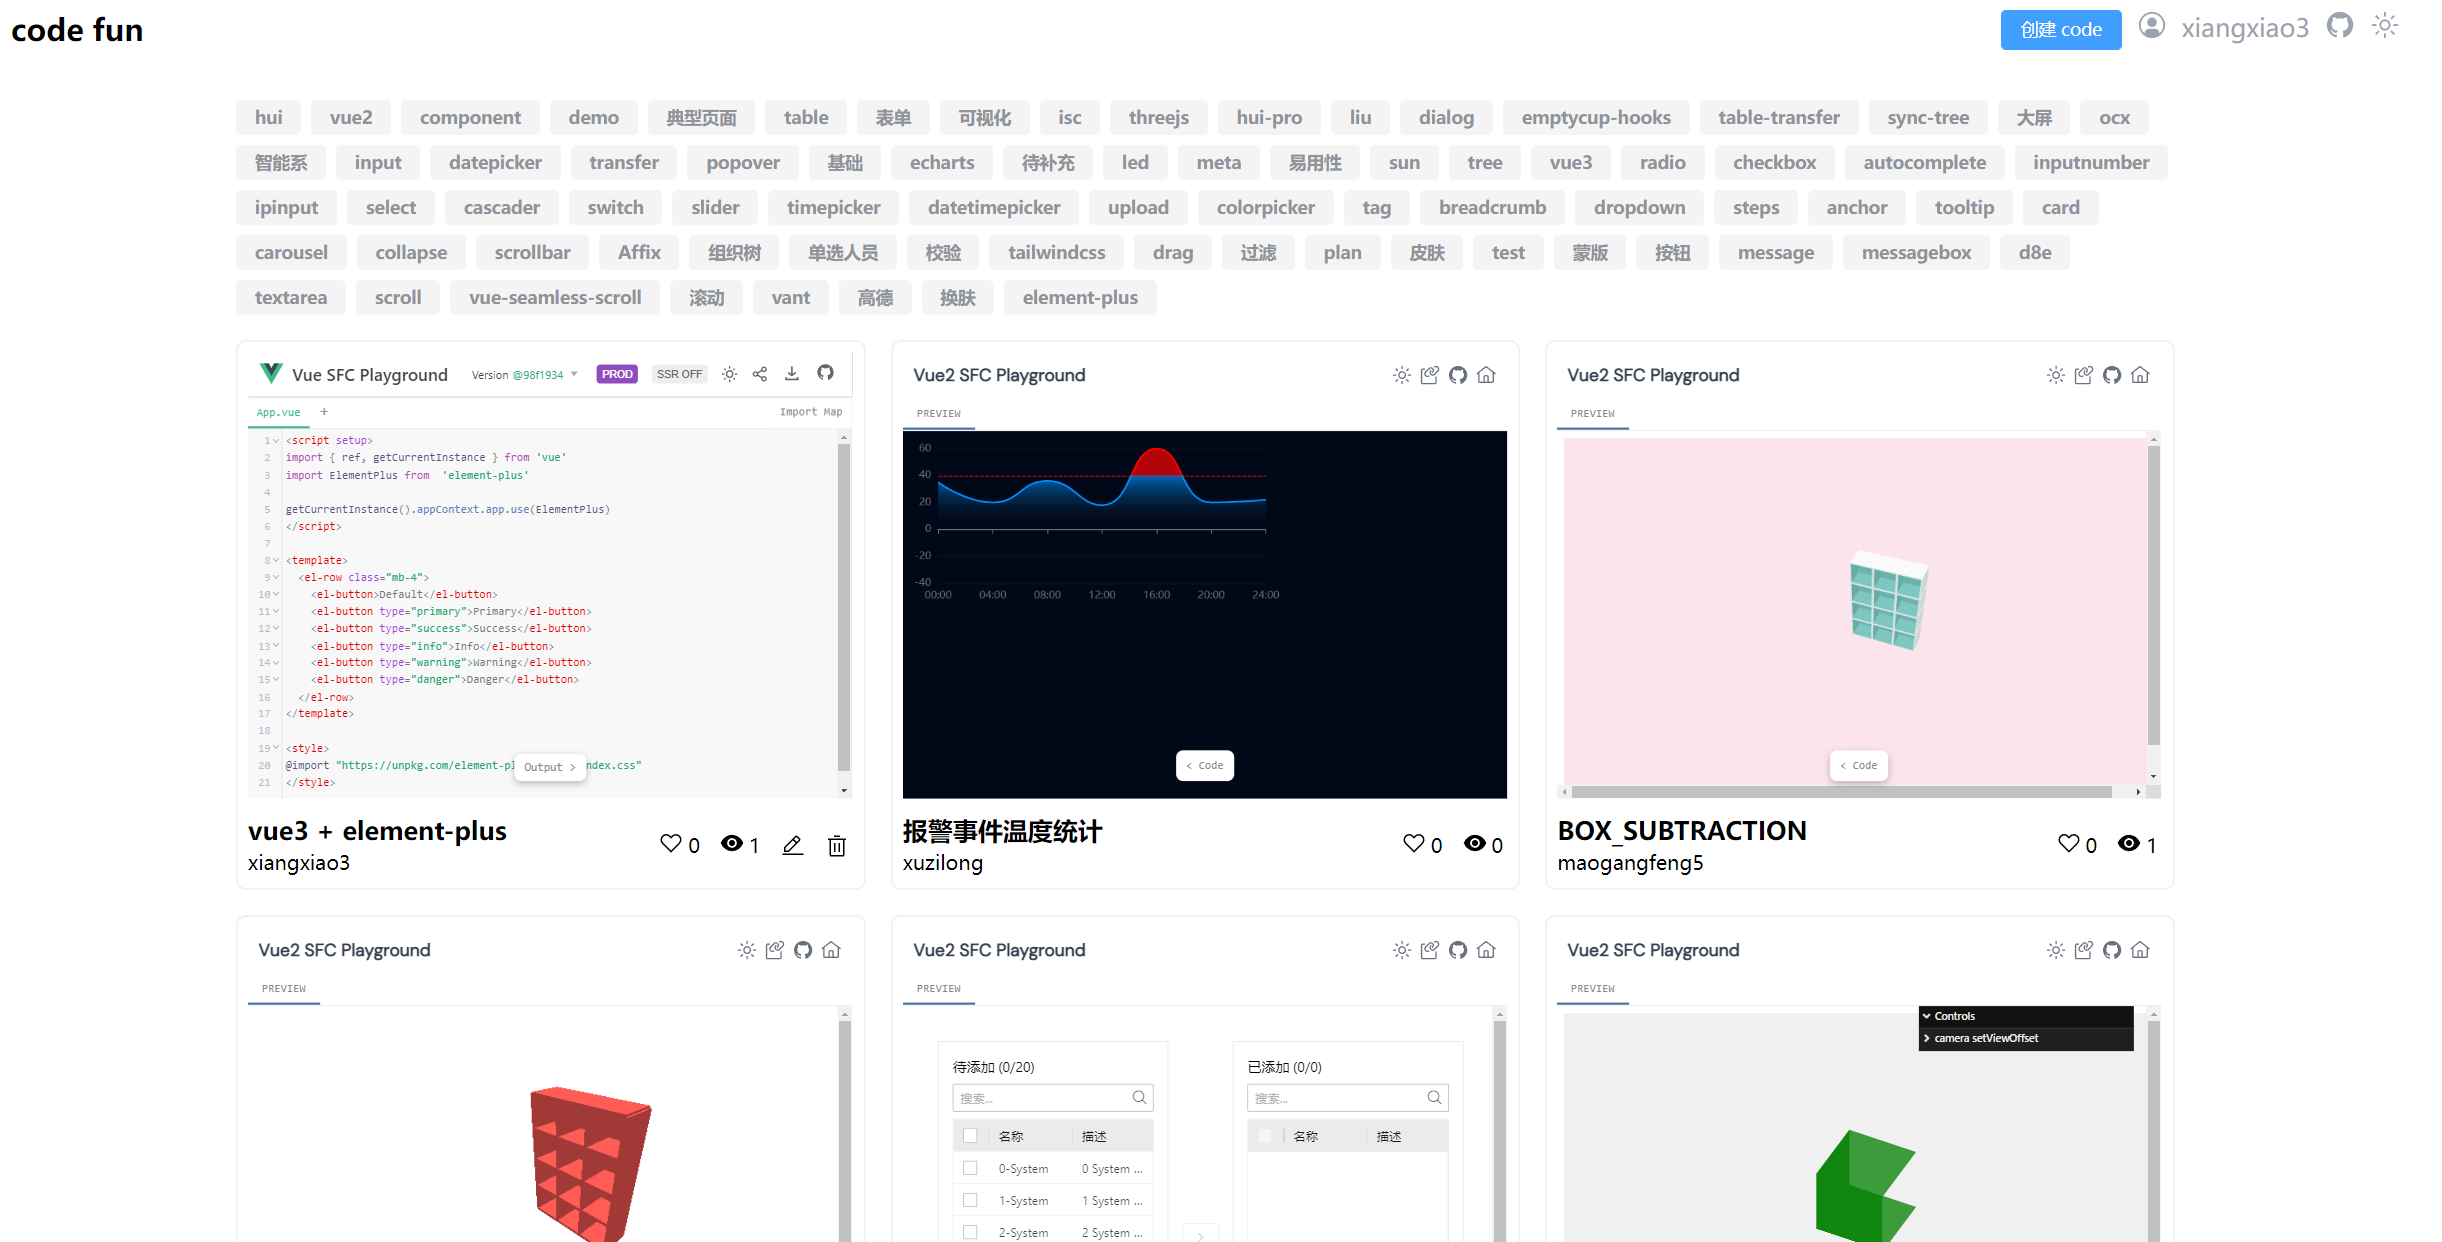 code fun
创建 code
xiangxiao3
hui vue2 component demo 典型页面 table 表单 可视化 isc threejs hui-pro liu dialog emptycup-hooks table-transfer sync-tree 大屏 ocx
智能系 input datepicker transfer popover 基础 echarts 待补充 led meta 易用性 sun tree vue3 radio checkbox autocomplete inputnumber
ipinput select cascader switch slider timepicker datetimepicker upload colorpicker tag breadcrumb dropdown steps anchor tooltip card
carousel collapse scrollbar Affix 组织树 单选人员 校验 tailwindcss drag 过滤 plan 皮肤 test 蒙版 按钮 message messagebox d8e
textarea scroll vue-seamless-scroll 滚动 vant 高德 换肤 element-plus
Vue SFC Playground Version @98f1934 PROD SSR OFF
App.vue + Import Map
1 <script setup>
2 import { ref, getCurrentInstance } from 'vue'
3 import ElementPlus from  'element-plus'
4
5 getCurrentInstance().appContext.app.use(ElementPlus)
6 </script>
7
8 <template>
9   <el-row class="mb-4">
10     <el-button>Default</el-button>
11     <el-button type="primary">Primary</el-button>
12     <el-button type="success">Success</el-button>
13     <el-button type="info">Info</el-button>
14     <el-button type="warning">Warning</el-button>
15     <el-button type="danger">Danger</el-button>
16   </el-row>
17 </template>
18
19 <style>
20 @import "https://unpkg.com/element-pl ndex.css"
21 </style>
Output >
vue3 + element-plus
xiangxiao3
0 1
Vue2 SFC Playground
PREVIEW
60
40
20
0
-20
-40
00:00 04:00 08:00 12:00 16:00 20:00 24:00
< Code
报警事件温度统计
xuzilong
0 0
Vue2 SFC Playground
PREVIEW
< Code
BOX_SUBTRACTION
maogangfeng5
0 1
Vue2 SFC Playground
PREVIEW
Vue2 SFC Playground
PREVIEW
待添加 (0/20)
搜索...
名称 描述
0-System 0 System ...
1-System 1 System ...
2-System 2 System ...
已添加 (0/0)
搜索...
名称 描述
Vue2 SFC Playground
PREVIEW
Controls
camera setViewOffset